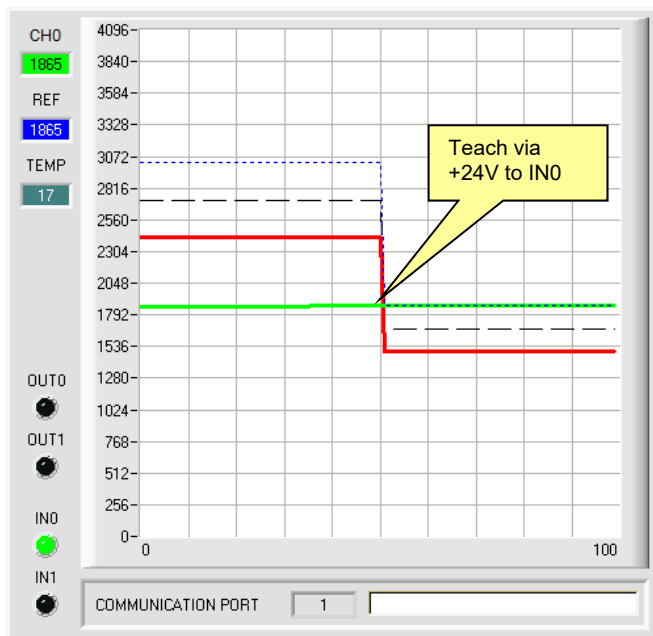 CH0
1865
REF
1865
TEMP
17
OUT0
OUT1
IN0
IN1
4096
3840
3584
3328
3072
2816
2560
2304
2048
1792
1536
1280
1024
768
512
256
0
0 100
Teach via
+24V to IN0
COMMUNICATION PORT 1